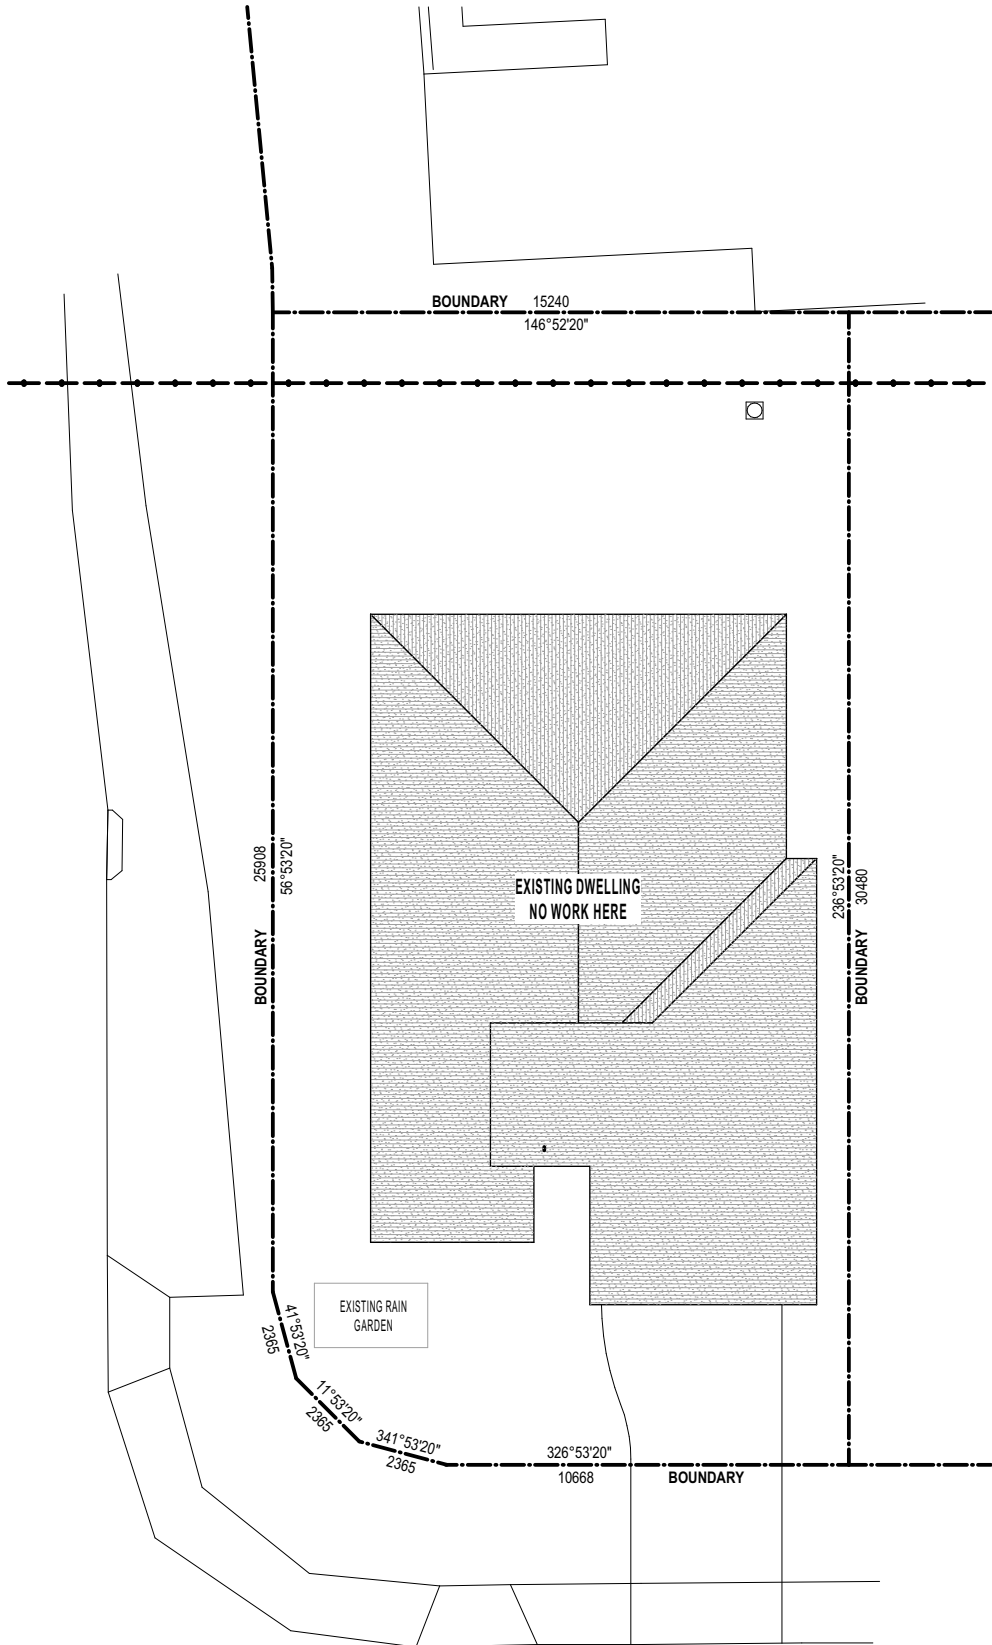 BOUNDARY 15240
146°52'20"
25908
56°53'20"
BOUNDARY
EXISTING DWELLING
NO WORK HERE
236°53'20"
30480
BOUNDARY
EXISTING RAIN
GARDEN
41°53'20"
2365
11°53'20"
2365
341°53'20"
2365
326°53'20"
10668
BOUNDARY